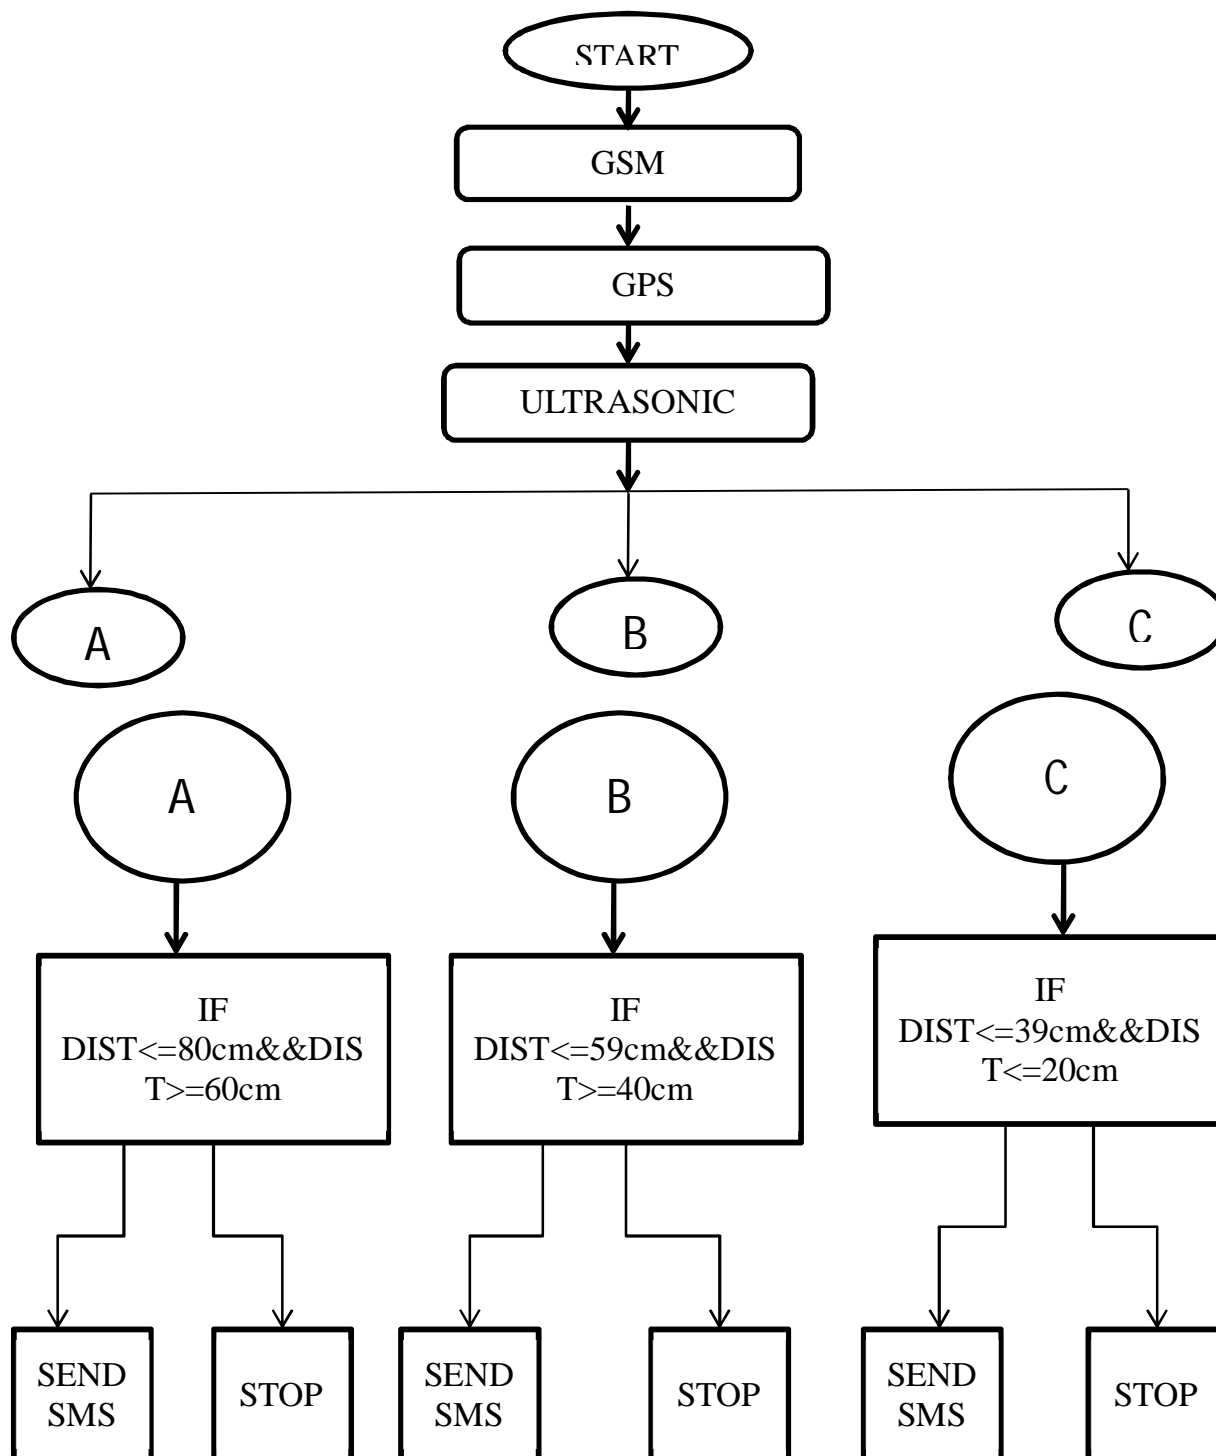 START
GSM
GPS
ULTRASONIC
A
B
C
A
B
C
IF
DIST<=80cm&&DIS
T>=60cm
IF
DIST<=59cm&&DIS
T>=40cm
IF
DIST<=39cm&&DIS
T<=20cm
SEND
SMS
STOP
SEND
SMS
STOP
SEND
SMS
STOP